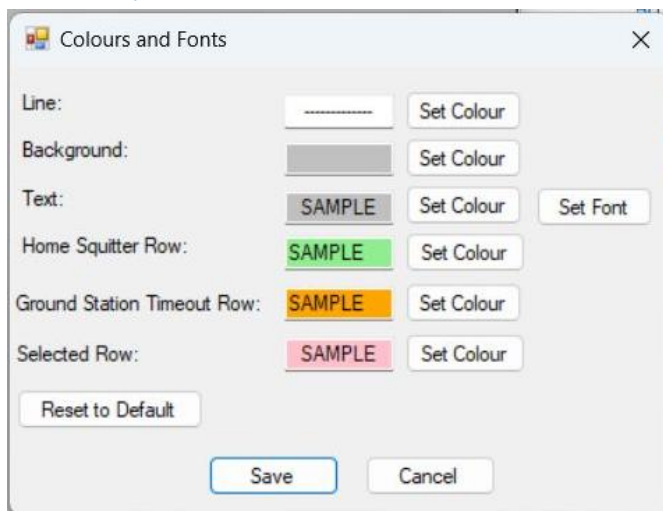 Colours and Fonts
Line: ------------- Set Colour
Background: Set Colour
Text: SAMPLE Set Colour Set Font
Home Squitter Row: SAMPLE Set Colour
Ground Station Timeout Row: SAMPLE Set Colour
Selected Row: SAMPLE Set Colour
Reset to Default
Save Cancel